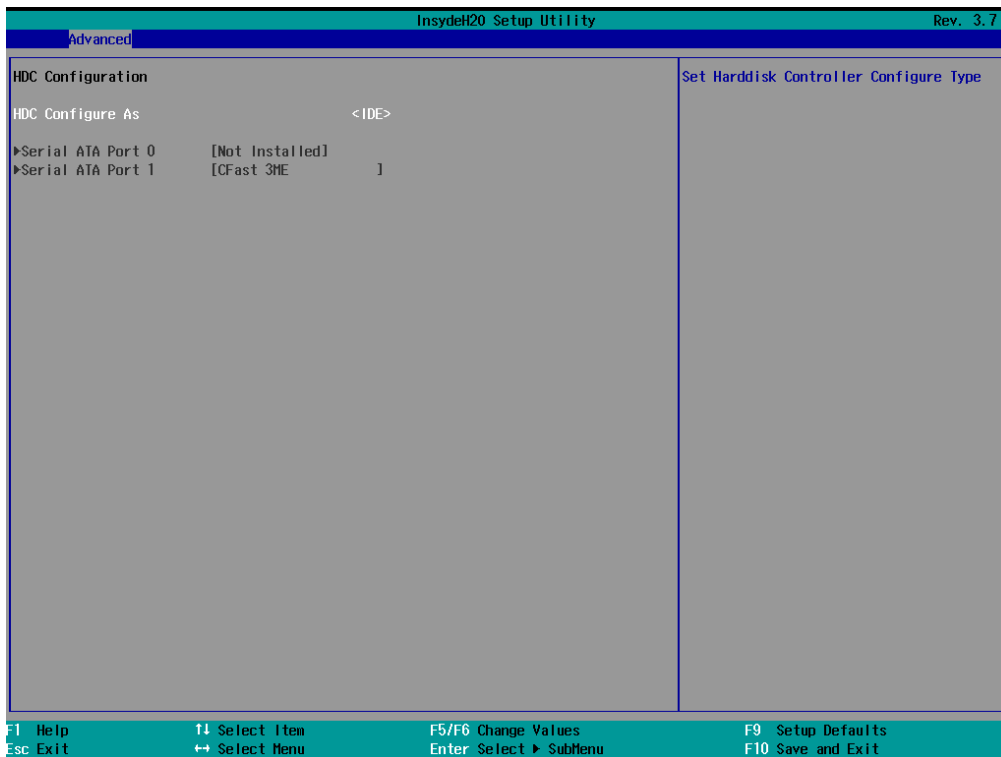 InsydeH20 Setup Utility Rev. 3.7
Advanced
HDC Configuration
HDC Configure As <IDE>
▶Serial ATA Port 0 [Not Installed]
▶Serial ATA Port 1 [CFast 3ME ]
Set Harddisk Controller Configure Type
F1 Help ↑↓ Select Item F5/F6 Change Values F9 Setup Defaults
Esc Exit ↔ Select Menu Enter Select ▶ SubMenu F10 Save and Exit